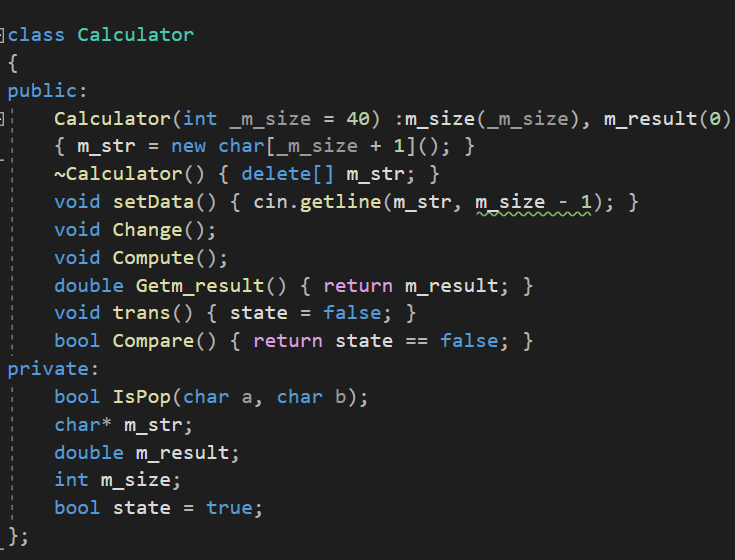 class Calculator
{
public:
    Calculator(int _m_size = 40) :m_size(_m_size), m_result(0)
    { m_str = new char[_m_size + 1](); }
    ~Calculator() { delete[] m_str; }
    void setData() { cin.getline(m_str, m_size - 1); }
    void Change();
    void Compute();
    double Getm_result() { return m_result; }
    void trans() { state = false; }
    bool Compare() { return state == false; }
private:
    bool IsPop(char a, char b);
    char* m_str;
    double m_result;
    int m_size;
    bool state = true;
};